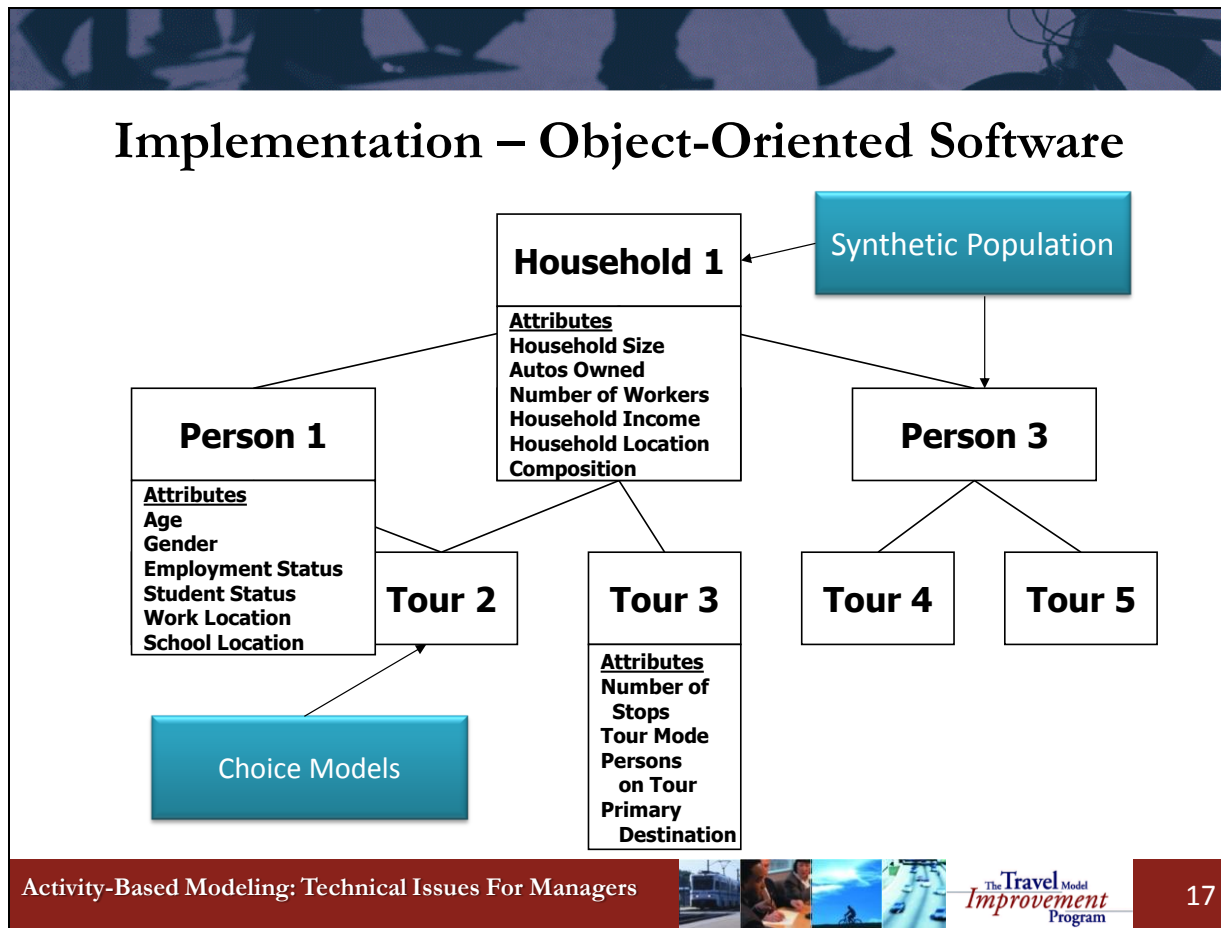 Implementation – Object-Oriented Software
Synthetic Population
Household 1
Attributes
Household Size
Autos Owned
Number of Workers
Household Income
Household Location
Composition
Person 1
Attributes
Age
Gender
Employment Status
Student Status
Work Location
School Location
Person 3
Tour 2
Tour 3
Attributes
Number of
Stops
Tour Mode
Persons
on Tour
Primary
Destination
Tour 4
Tour 5
Choice Models
Activity-Based Modeling: Technical Issues For Managers
The Travel Model
Improvement
Program
17